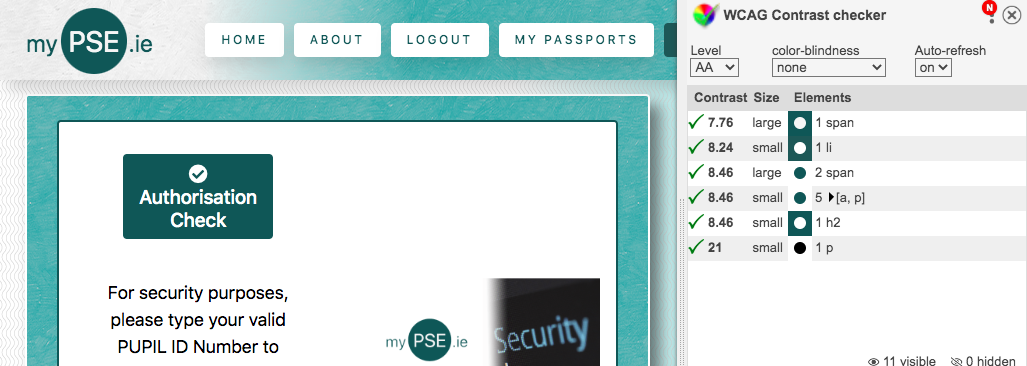 myPSE.ie
HOME
ABOUT
LOGOUT
MY PASSPORTS
Authorisation
Check
For security purposes,
please type your valid
PUPIL ID Number to
myPSE.ie
Security
WCAG Contrast checker
N
Level
color-blindness
Auto-refresh
AA
none
on
Contrast Size Elements
7.76 large 1 span
8.24 small 1 li
8.46 large 2 span
8.46 small 5 [a, p]
8.46 small 1 h2
21 small 1 p
11 visible 0 hidden